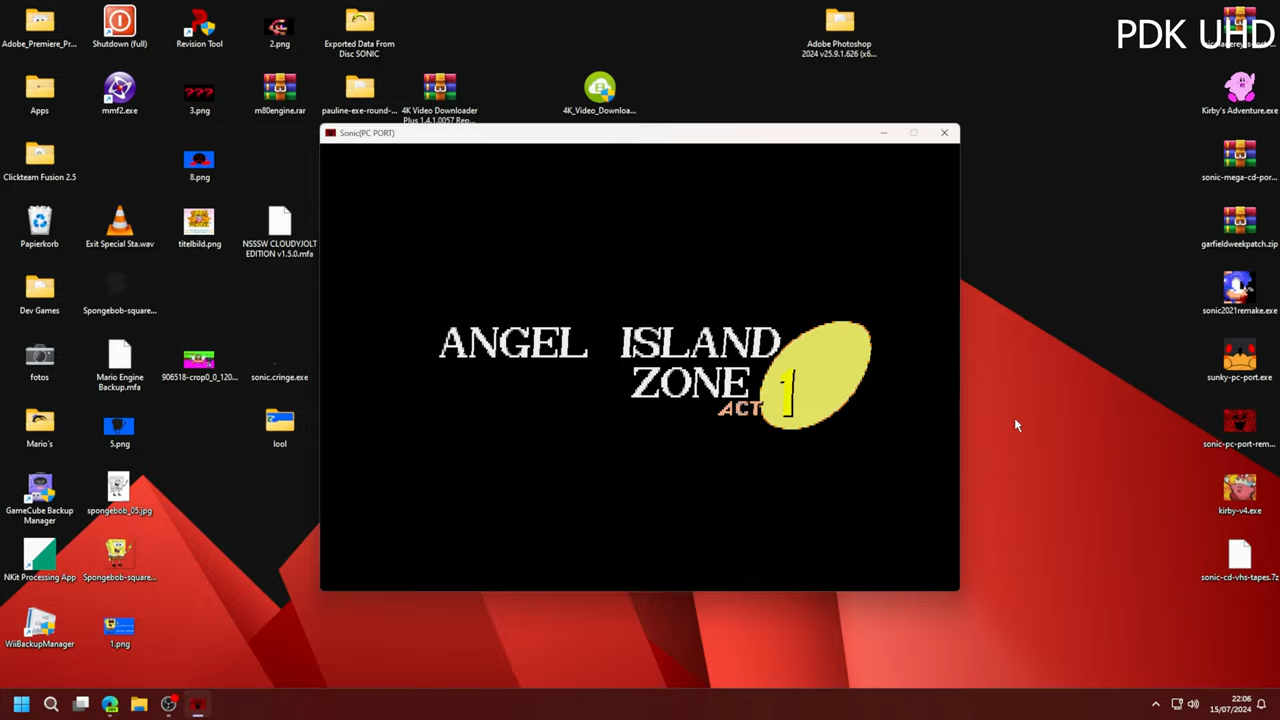 PDK UHD
Adobe_Premiere_Pr...
Shutdown (full)
Revision Tool
2.png
Exported Data From
Disc SONIC
Adobe Photoshop
2024 v25.9.1.626 (x6...
Apps
mmf2.exe
???
3.png
m80engine.rar
pauline-exe-round-...
4K Video Downloader
Plus 1.4.1.0057 Rep...
4K_Video_Downloa...
Kirby's Adventure.exe
Sonic(PC PORT)
Clickteam Fusion 2.5
8.png
sonic-mega-cd-por...
Papierkorb
Exit Special Sta.wav
titelbild.png
NSSSW CLOUDYJOLT
EDITION v1.5.0.mfa
garfieldweekpatch.zip
Dev Games
Spongebob-square...
sonic2021remake.exe
ANGEL ISLAND
ZONE
ACT 1
fotos
Mario Engine
Backup.mfa
906518-crop0_0_120...
sonic.cringe.exe
sunky-pc-port.exe
Mario's
5.png
lool
sonic-pc-port-rem...
GameCube Backup
Manager
spongebob_05.jpg
kirby-v4.exe
NKit Processing App
Spongebob-square...
sonic-cd-vhs-tapes.7z
WiiBackupManager
1.png
22:06
15/07/2024